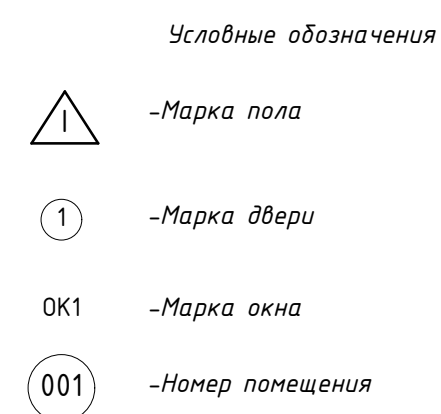 Условные обозначения
I -Марка пола
1 -Марка двери
ОК1 -Марка окна
001 -Номер помещения